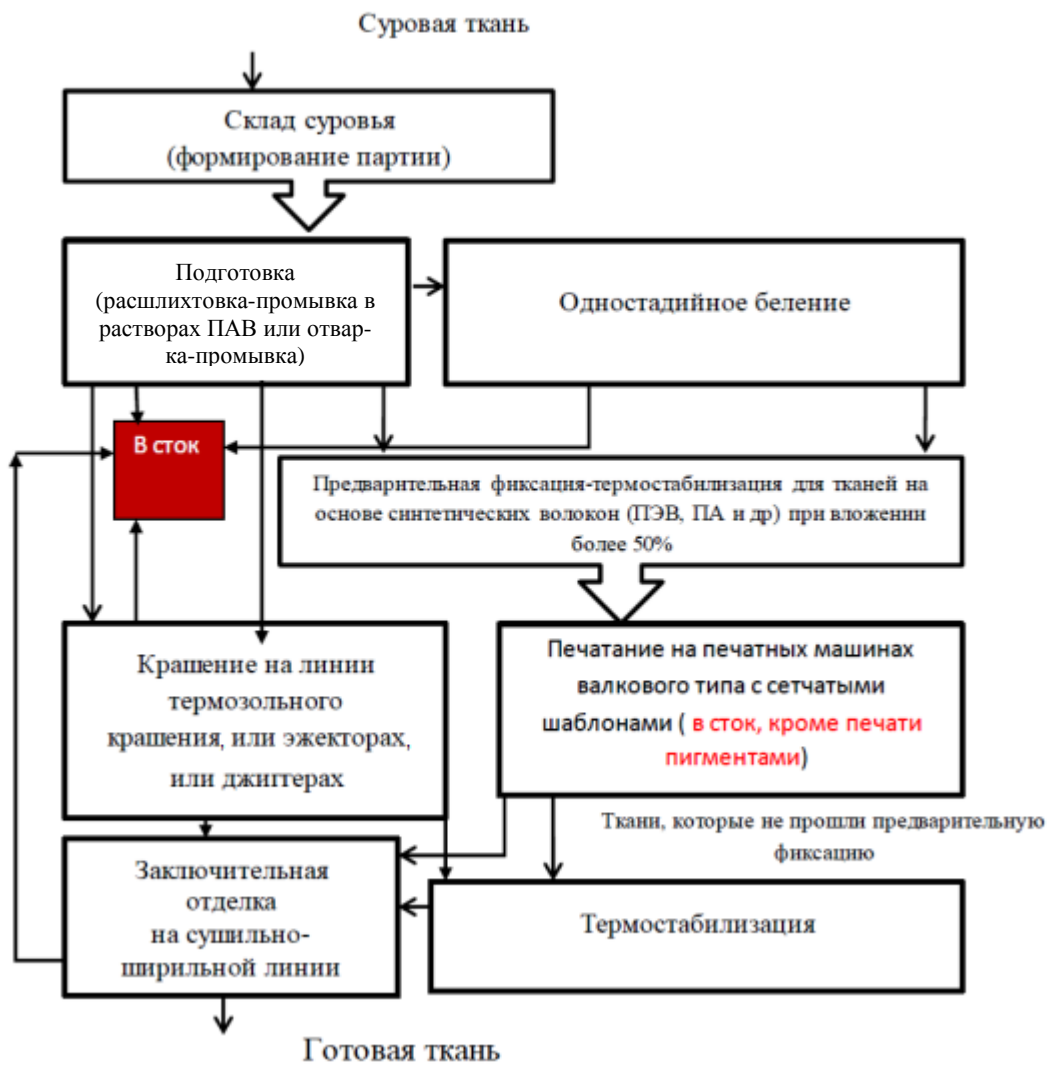 Суровая ткань
Склад суровья
(формирование партии)
Подготовка
(расшлихтовка-промывка в
растворах ПАВ или отвар-
ка-промывка)
Одностадийное беление
В сток
Предварительная фиксация-термостабилизация для тканей на
основе синтетических волокон (ПЭВ, ПА и др) при вложении
более 50%
Крашение на линии
термозольного
крашения, или эжекторах,
или джиггерах
Печатание на печатных машинах
валкового типа с сетчатыми
шаблонами ( в сток, кроме печати
пигментами)
Ткани, которые не прошли предварительную
фиксацию
Заключительная
отделка
на сушильно-
ширильной линии
Термостабилизация
Готовая ткань